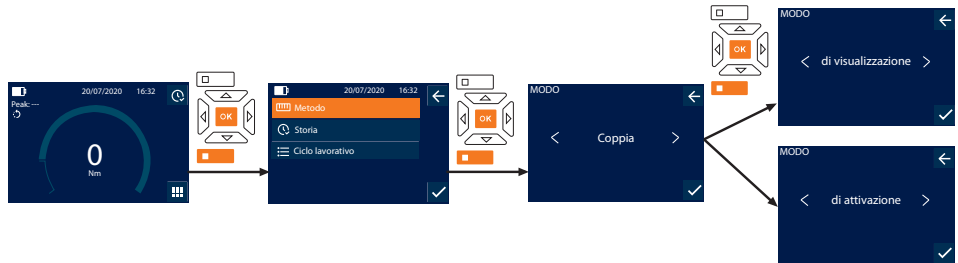 20/07/2020 16:32
Peak: ---
0
Nm
OK
20/07/2020 16:32
Metodo
Storia
Ciclo lavorativo
OK
MODO
Coppia
OK
MODO
di visualizzazione
MODO
di attivazione